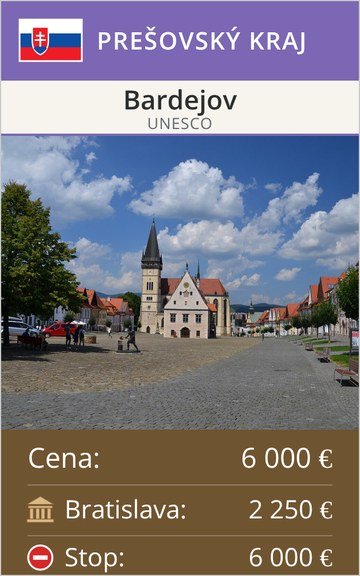 PREŠOVSKÝ KRAJ
Bardejov
UNESCO
Cena: 6 000 €
Bratislava: 2 250 €
Stop: 6 000 €